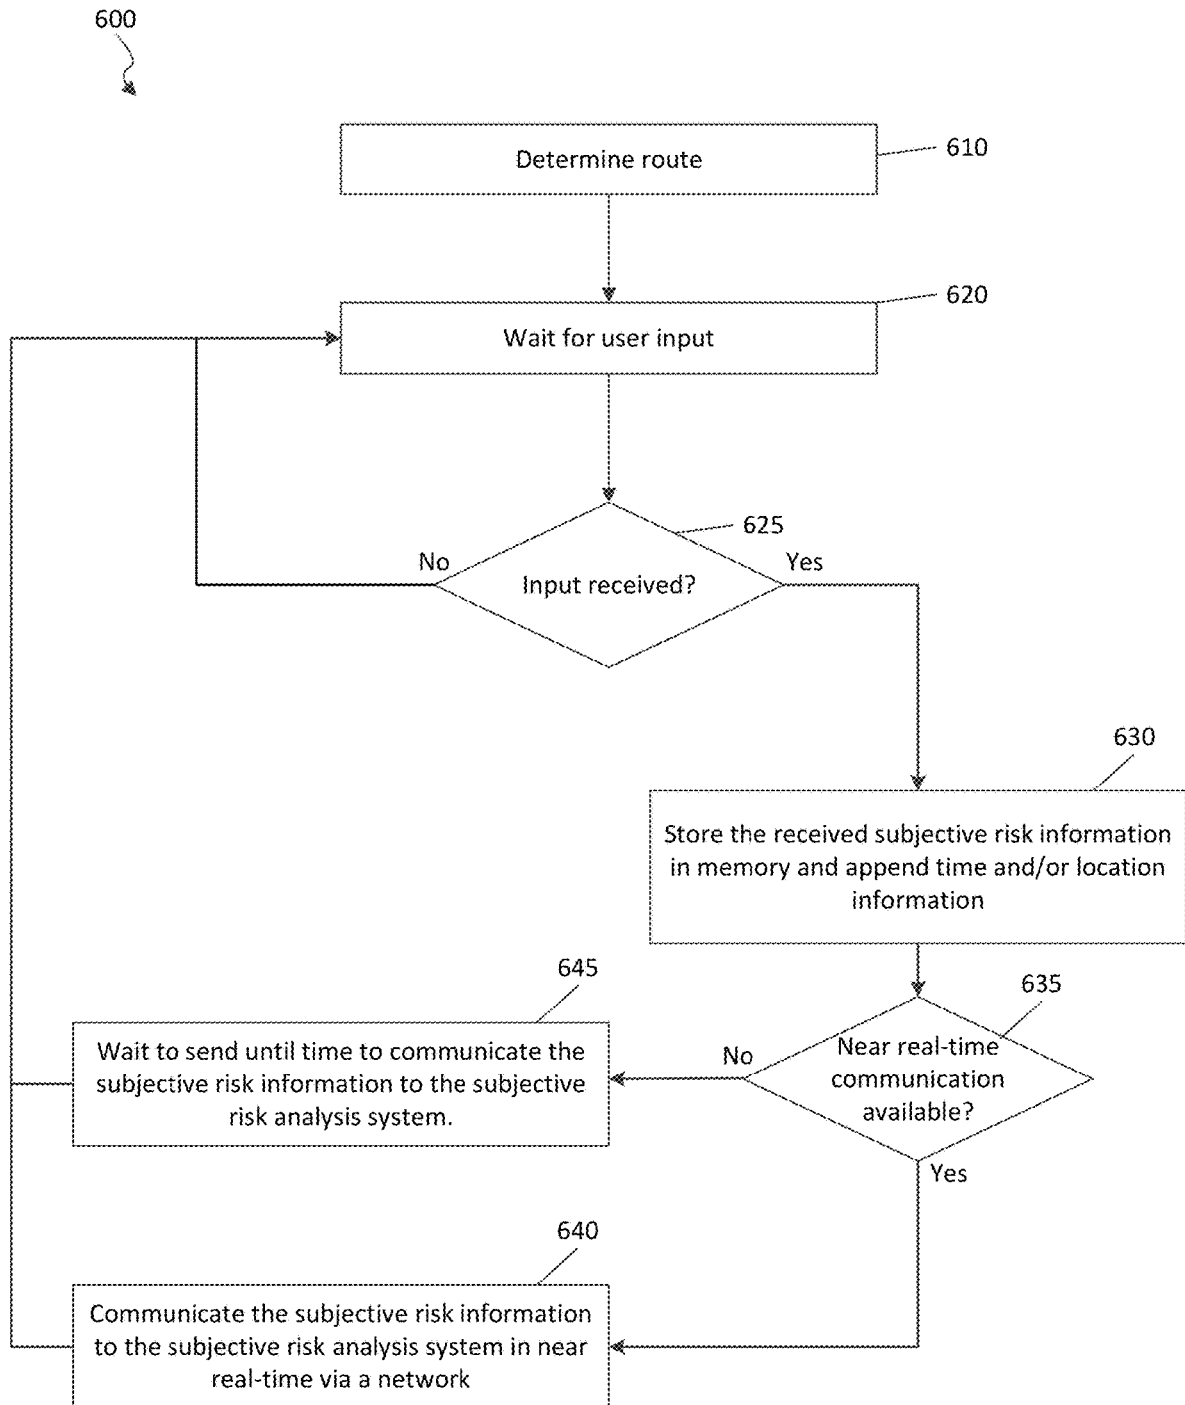 600
Determine route
610
Wait for user input
620
625
No
Input received?
Yes
630
Store the received subjective risk information
in memory and append time and/or location
information
645
635
Wait to send until time to communicate the
subjective risk information to the subjective
risk analysis system.
No
Near real-time
communication
available?
Yes
640
Communicate the subjective risk information
to the subjective risk analysis system in near
real-time via a network